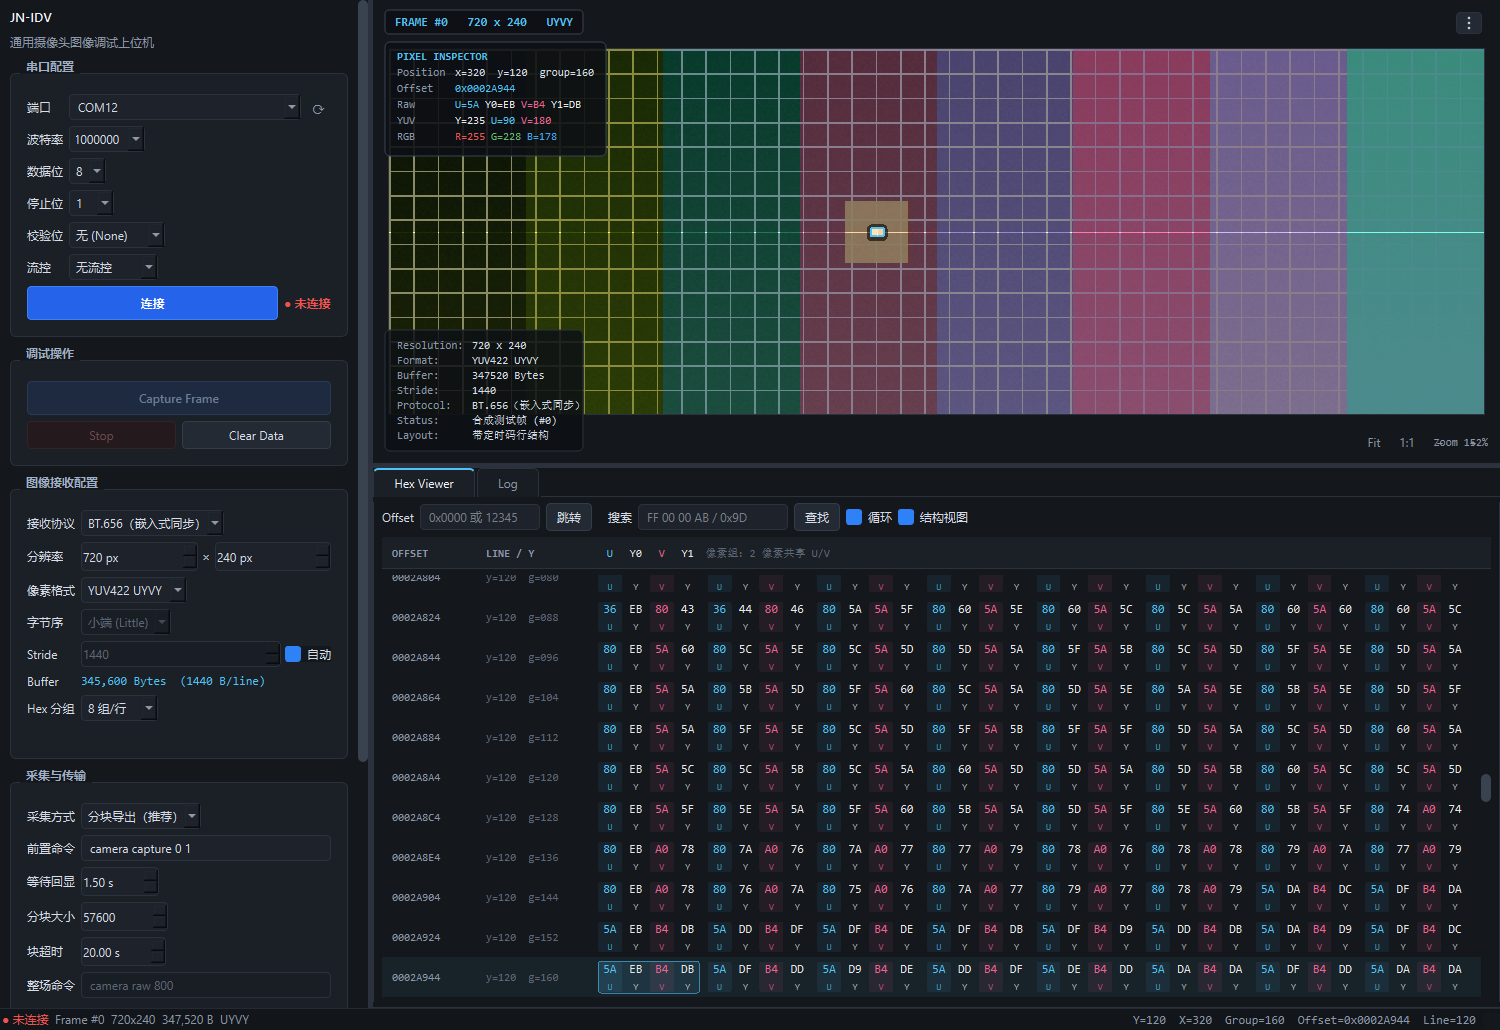 JN-IDV
通用摄像头图像调试上位机
串口配置
端口 COM12
波特率 1000000
数据位 8
停止位 1
校验位 无 (None)
流控 无流控
连接 ● 未连接
调试操作
Capture Frame
Stop Clear Data
图像接收配置
接收协议 BT.656（嵌入式同步）
分辨率 720 px × 240 px
像素格式 YUV422 UYVY
字节序 小端 (Little)
Stride 1440 自动
Buffer 345,600 Bytes (1440 B/line)
Hex 分组 8 组/行
采集与传输
采集方式 分块导出（推荐）
前置命令 camera capture 0 1
等待回显 1.50 s
分块大小 57600
块超时 20.00 s
整场命令 camera raw 800
FRAME #0 720 x 240 UYVY
PIXEL INSPECTOR
Position x=320 y=120 group=160
Offset 0x0002A944
Raw U=5A Y0=EB V=B4 Y1=DB
YUV Y=235 U=90 V=180
RGB R=255 G=228 B=178
Resolution: 720 x 240
Format: YUV422 UYVY
Buffer: 347520 Bytes
Stride: 1440
Protocol: BT.656（嵌入式同步）
Status: 合成测试帧 (#0)
Layout: 带定时码行结构
Fit 1:1 Zoom 152%
Hex Viewer Log
Offset 0x0000 或 12345 跳转 搜索 FF 00 00 AB / 0x9D 查找 循环 结构视图
OFFSET LINE / Y U Y0 V Y1 像素组: 2 像素共享 U/V
0002A804 y=120 g=080
U Y V Y U Y V Y U Y V Y U Y V Y U Y V Y U Y V Y U Y V Y U Y V Y
0002A824 y=120 g=088 36 EB 80 43 36 44 80 46 80 5A 5A 5F 80 60 5A 5E 80 60 5A 5C 80 5C 5A 5A 80 60 5A 60 80 60 5A 5C
U Y V Y U Y V Y U Y V Y U Y V Y U Y V Y U Y V Y U Y V Y U Y V Y
0002A844 y=120 g=096 80 EB 5A 60 80 5C 5A 5E 80 5C 5A 5D 80 5D 5A 5A 80 5F 5A 5B 80 5C 5A 5D 80 5F 5A 5E 80 5D 5A 5A
U Y V Y U Y V Y U Y V Y U Y V Y U Y V Y U Y V Y U Y V Y U Y V Y
0002A864 y=120 g=104 80 EB 5A 5A 80 5B 5A 5D 80 5F 5A 60 80 5C 5A 5A 80 5D 5A 5E 80 5A 5A 5E 80 5B 5A 5E 80 5D 5A 5F
U Y V Y U Y V Y U Y V Y U Y V Y U Y V Y U Y V Y U Y V Y U Y V Y
0002A884 y=120 g=112 80 EB 5A 5A 80 5F 5A 5E 80 5C 5A 5D 80 5F 5A 5B 80 5F 5A 5F 80 5D 5A 5A 80 5C 5A 5D 80 60 5A 5A
U Y V Y U Y V Y U Y V Y U Y V Y U Y V Y U Y V Y U Y V Y U Y V Y
0002A8A4 y=120 g=120 80 EB 5A 5C 80 5C 5A 5B 80 5C 5A 5A 80 60 5A 5D 80 5D 5A 5A 80 5D 5A 5B 80 60 5A 5C 80 5C 5A 5D
U Y V Y U Y V Y U Y V Y U Y V Y U Y V Y U Y V Y U Y V Y U Y V Y
0002A8C4 y=120 g=128 80 EB 5A 5F 80 5E 5A 5A 80 5F 5A 60 80 5B 5A 5A 80 5D 5A 5F 80 5E 5A 60 80 5B 5A 5F 80 74 A0 74
U Y V Y U Y V Y U Y V Y U Y V Y U Y V Y U Y V Y U Y V Y U Y V Y
0002A8E4 y=120 g=136 80 EB A0 78 80 7A A0 76 80 7A A0 77 80 77 A0 79 80 78 A0 76 80 78 A0 78 80 79 A0 7A 80 77 A0 79
U Y V Y U Y V Y U Y V Y U Y V Y U Y V Y U Y V Y U Y V Y U Y V Y
0002A904 y=120 g=144 80 EB A0 78 80 76 A0 7A 80 75 A0 76 80 7A A0 77 80 79 A0 77 80 78 A0 79 5A DA B4 DC 5A DF B4 DA
U Y V Y U Y V Y U Y V Y U Y V Y U Y V Y U Y V Y U Y V Y U Y V Y
0002A924 y=120 g=152 5A EB B4 DB 5A DD B4 DF 5A DF B4 DE 5A DD B4 DB 5A DF B4 D9 5A DD B4 DB 5A DA B4 D9 5A DF B4 DC
U Y V Y U Y V Y U Y V Y U Y V Y U Y V Y U Y V Y U Y V Y U Y V Y
0002A944 y=120 g=160 5A EB B4 DB 5A DF B4 DD 5A D9 B4 DE 5A DD B4 DF 5A DE B4 DD 5A DA B4 DA 5A DF B4 DD 5A DA B4 DA
U Y V Y U Y V Y U Y V Y U Y V Y U Y V Y U Y V Y U Y V Y U Y V Y
● 未连接 Frame #0 720x240 347,520 B UYVY Y=120 X=320 Group=160 Offset=0x0002A944 Line=120